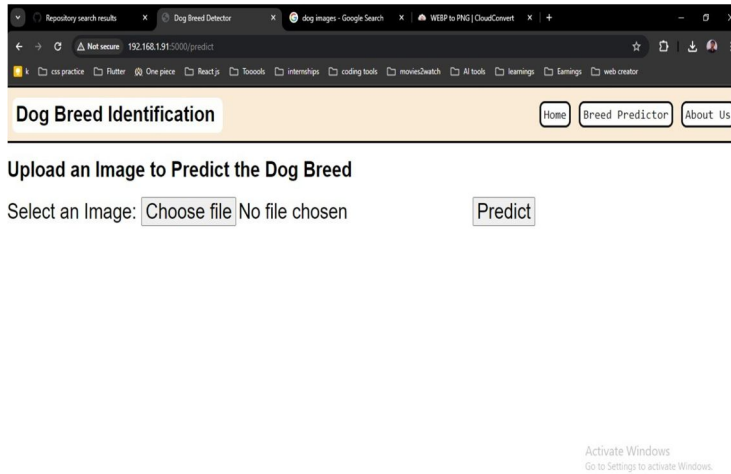 Repository search results
Dog Breed Detector
dog images - Google Search
WEBP to PNG | CloudConvert
Not secure 192.168.1.91:5000/predict
k css practice Flutter One piece React js Tooools internships coding tools movies2watch AI tools learnings Earnings web creator
Dog Breed Identification Home Breed Predictor About Us
Upload an Image to Predict the Dog Breed
Select an Image: Choose file No file chosen Predict
Activate Windows
Go to Settings to activate Windows.